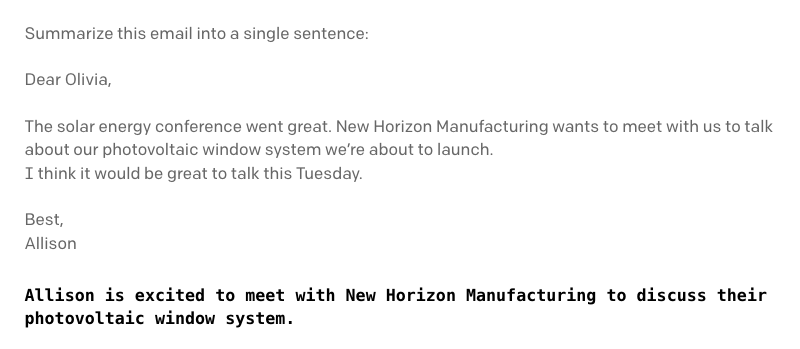 Summarize this email into a single sentence:
Dear Olivia,
The solar energy conference went great. New Horizon Manufacturing wants to meet with us to talk
about our photovoltaic window system we’re about to launch.
I think it would be great to talk this Tuesday.
Best,
Allison
Allison is excited to meet with New Horizon Manufacturing to discuss their
photovoltaic window system.